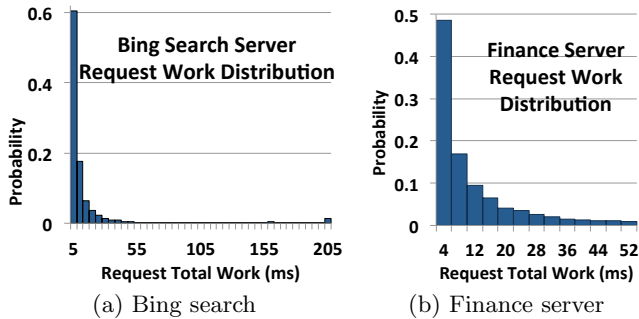 Bing Search Server
Request Work Distribution
Probability
0.6
0.4
0.2
0
5 55 105 155 205
Request Total Work (ms)
(a) Bing search
Finance Server
Request Work
Distribution
Probability
0.5
0.4
0.3
0.2
0.1
0
4 12 20 28 36 44 52
Request Total Work (ms)
(b) Finance server